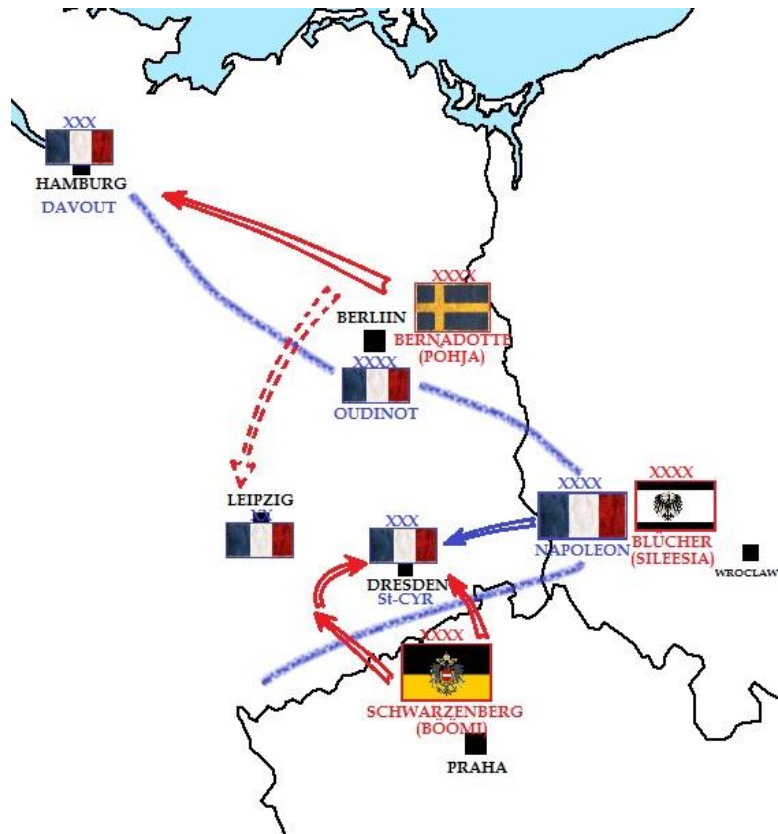 XXX
HAMBURG
DAVOUT
XXXX
BERLIIN
BERNADOTTE
(POHJA)
XXXX
OUDINOT
XXXX
XXXX
LEIPZIG
XX
XXX
NAPOLEON
BLÜCHER
(SILEESIA)
WROCLAW
DRESDEN
St-CYR
XXXX
SCHWARZENBERG
(BÖÖMI)
PRAHA